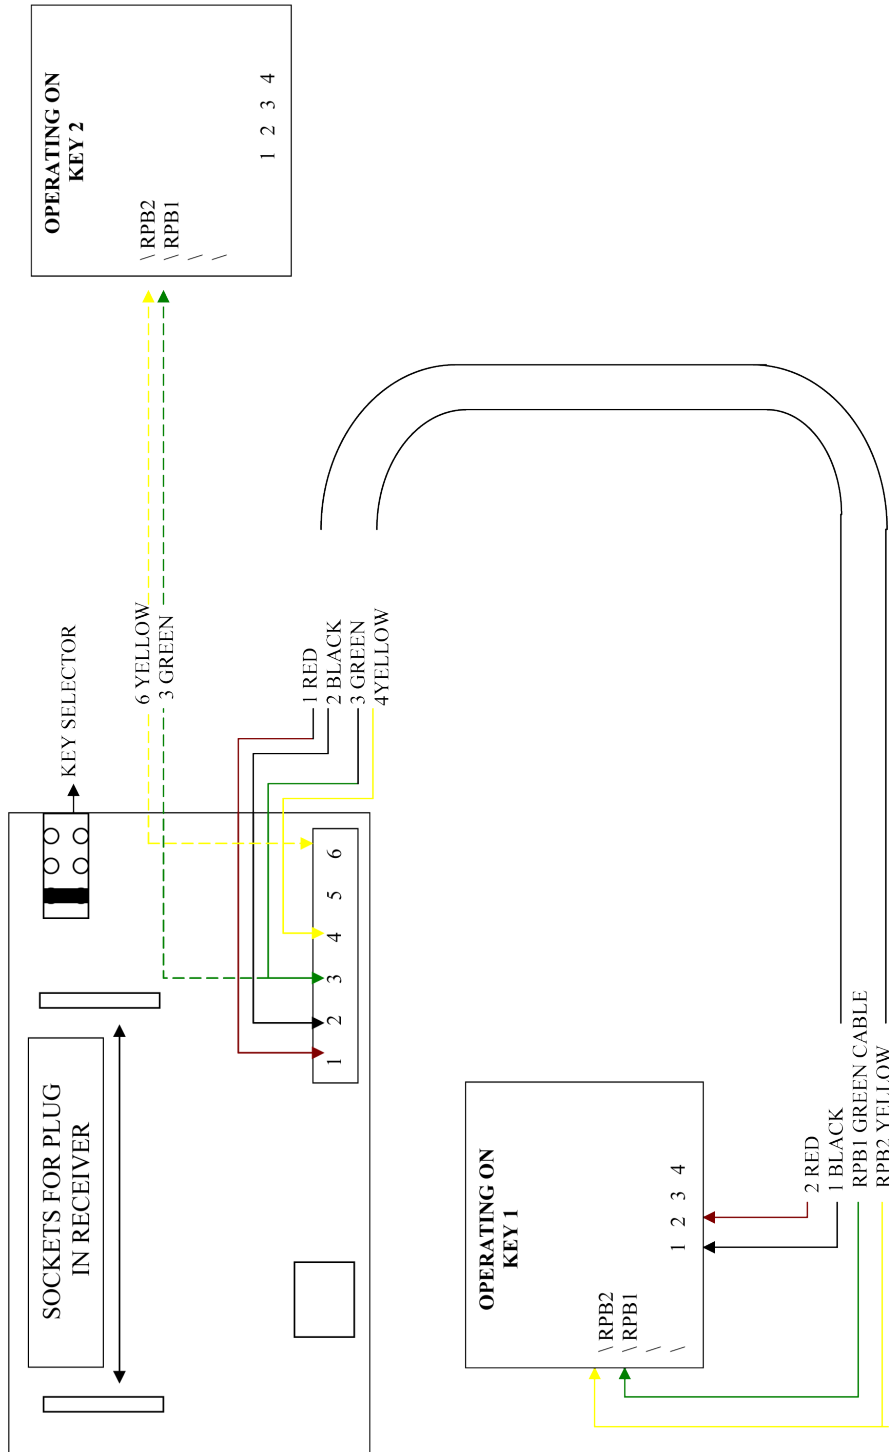 OPERATING ON
KEY 2
\ RPB2
\ RPB1
\
\
1 2 3 4
6 YELLOW
3 GREEN
KEY SELECTOR
1 RED
2 BLACK
3 GREEN
4YELLOW
1 2 3 4 5 6
SOCKETS FOR PLUG
IN RECEIVER
OPERATING ON
KEY 1
\ RPB2
\ RPB1
\
\
1 2 3 4
2 RED
1 BLACK
RPB1 GREEN CABLE
RPB2 YELLOW